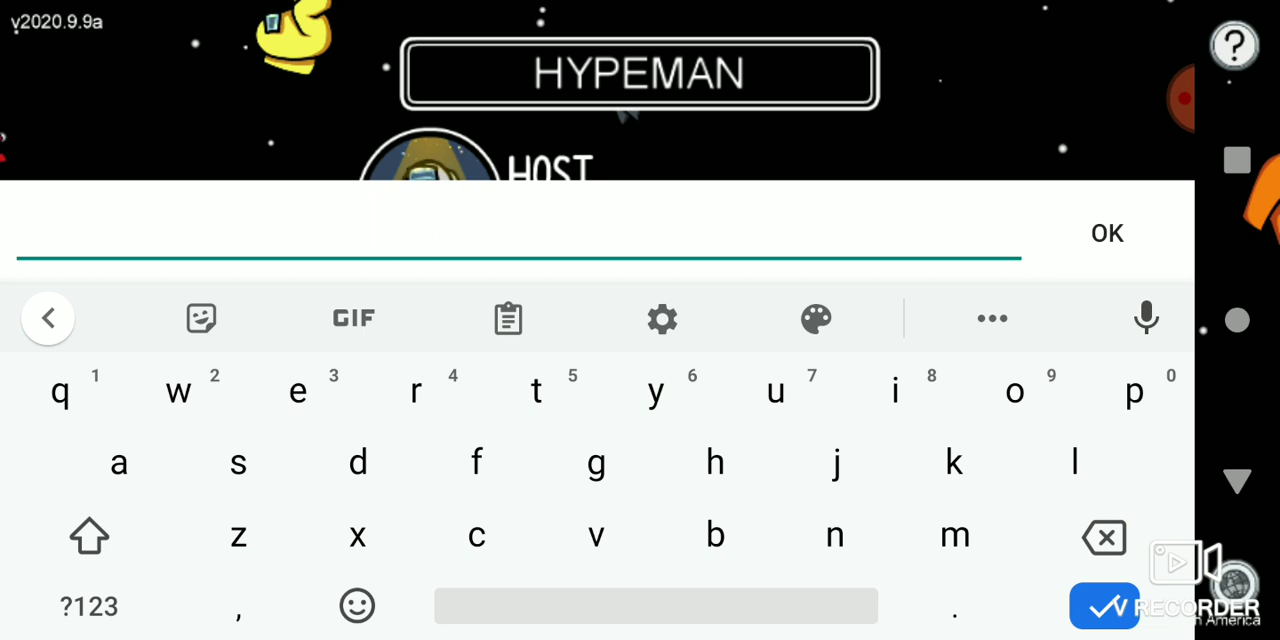 v2020.9.9a
HYPEMAN
HOST
OK
GIF
q 1 w 2 e 3 r 4 t 5 y 6 u 7 i 8 o 9 p 0
a s d f g h j k l
z x c v b n m
?123 , .
V RECORDER
America